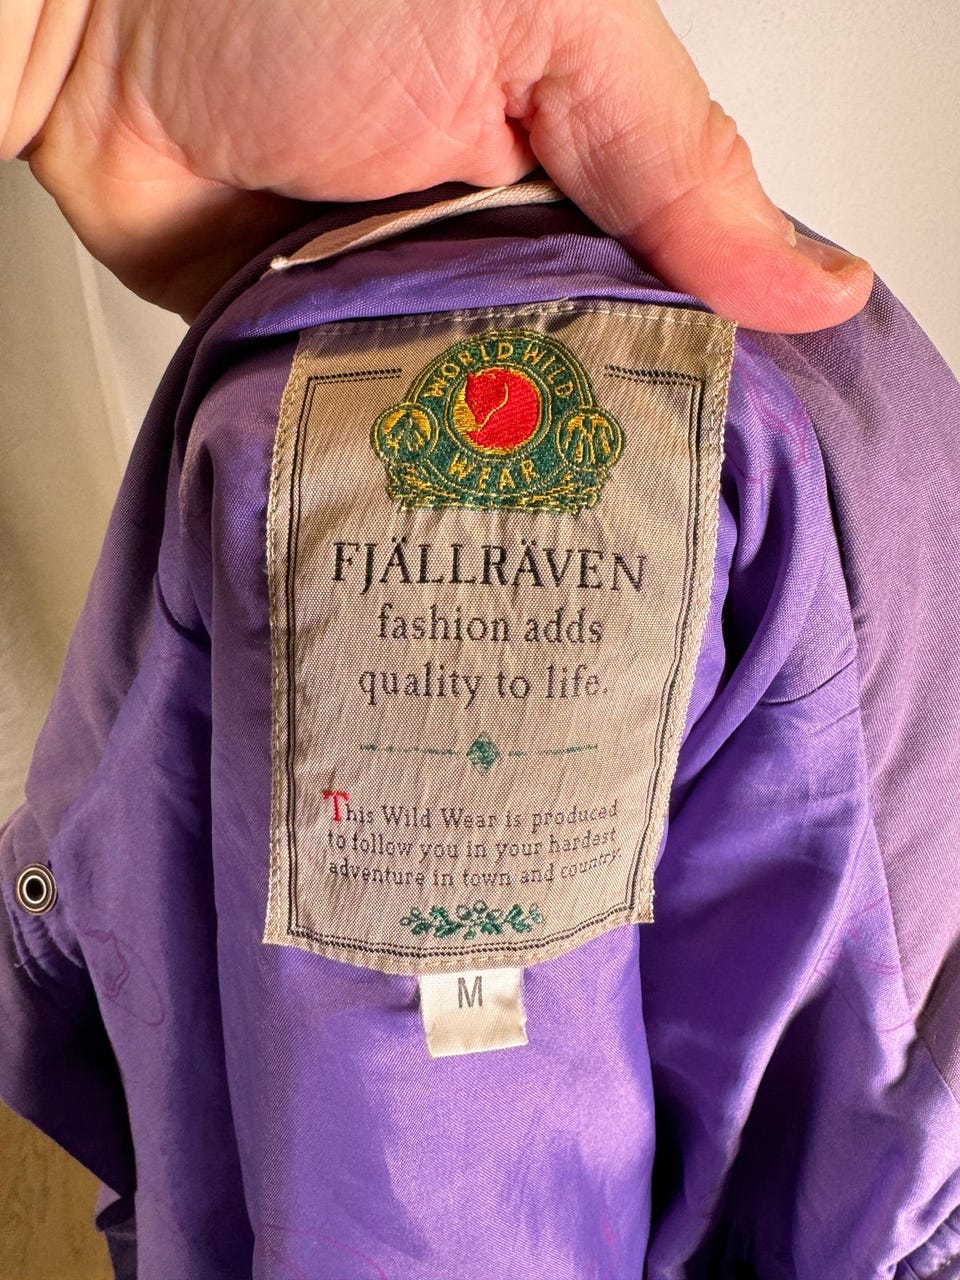 WORLD WILD
WEAR
FJÄLLRÄVEN
fashion adds
quality to life.
This Wild Wear is produced
to follow you in your hardest
adventure in town and country.
M